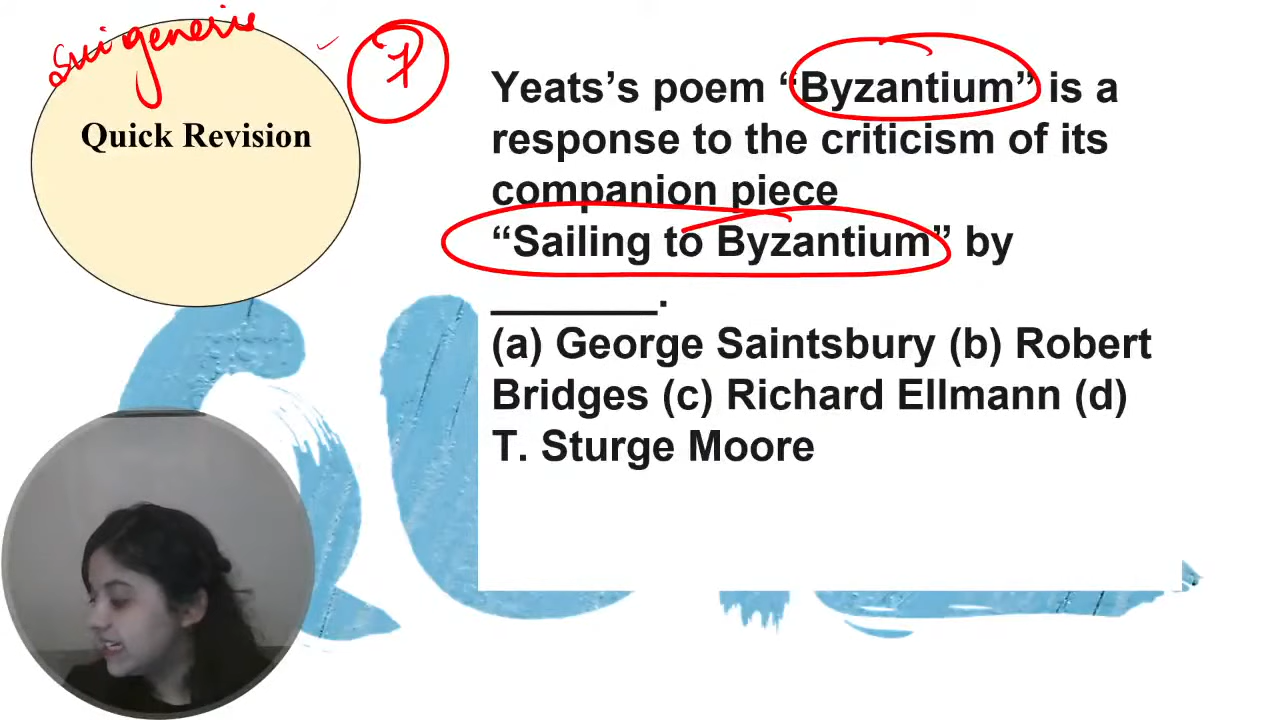 Sui generis
7
Quick Revision
Yeats’s poem “Byzantium” is a
response to the criticism of its
companion piece
“Sailing to Byzantium” by
_______.
(a) George Saintsbury (b) Robert
Bridges (c) Richard Ellmann (d)
T. Sturge Moore